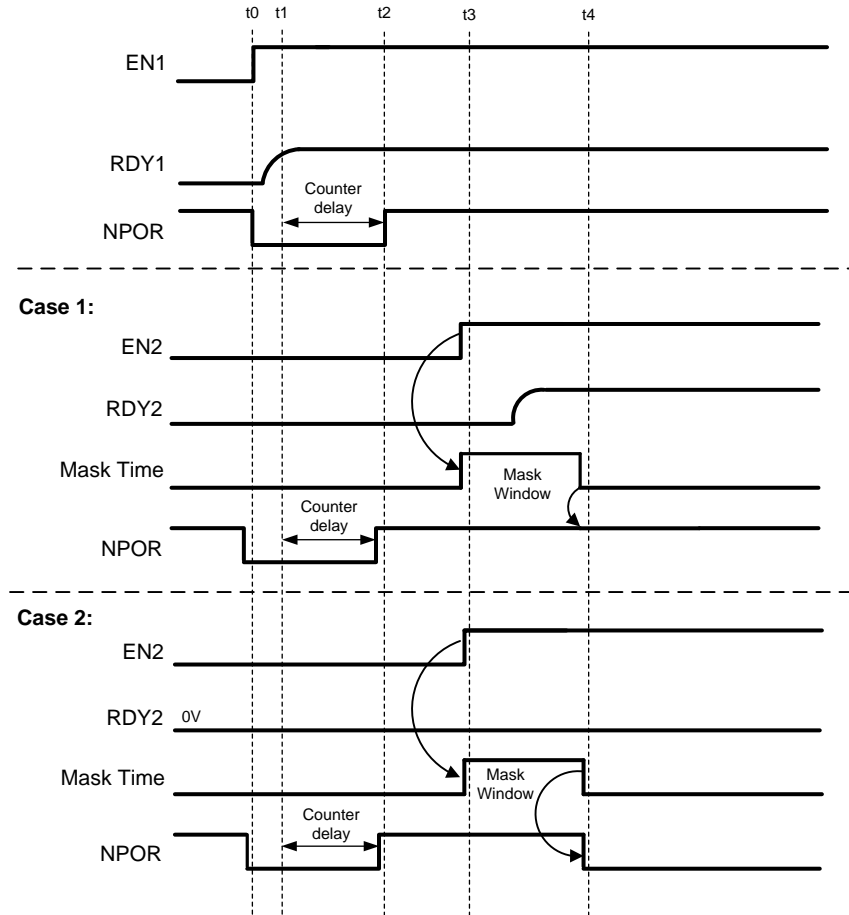 t0 t1 t2 t3 t4
EN1
RDY1
Counter
delay
NPOR
Case 1:
EN2
RDY2
Mask Time
Mask
Window
Counter
delay
NPOR
Case 2:
EN2
RDY2 0V
Mask Time
Mask
Window
Counter
delay
NPOR